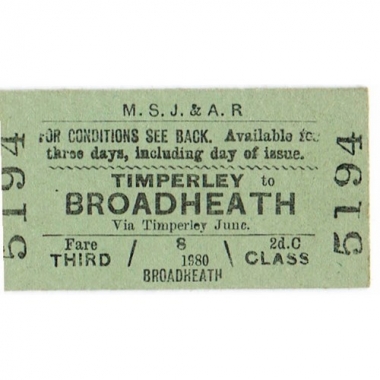 M. S. J. & A. R
FOR CONDITIONS SEE BACK. Available for
three days, including day of issue.
TIMPERLEY to
BROADHEATH
Via Timperley Junc.
Fare / 8 \ 2d.C
THIRD 1980 CLASS
BROADHEATH
5194
5194